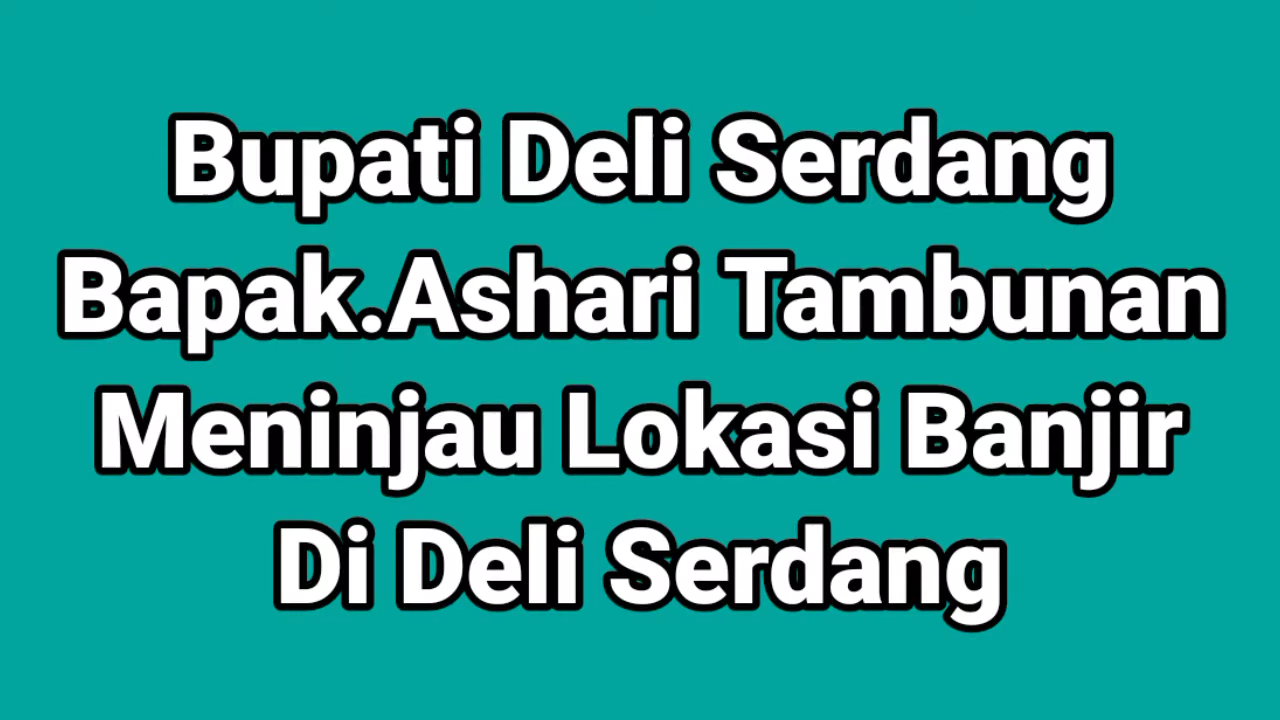 Bupati Deli Serdang
Bapak.Ashari Tambunan
Meninjau Lokasi Banjir
Di Deli Serdang